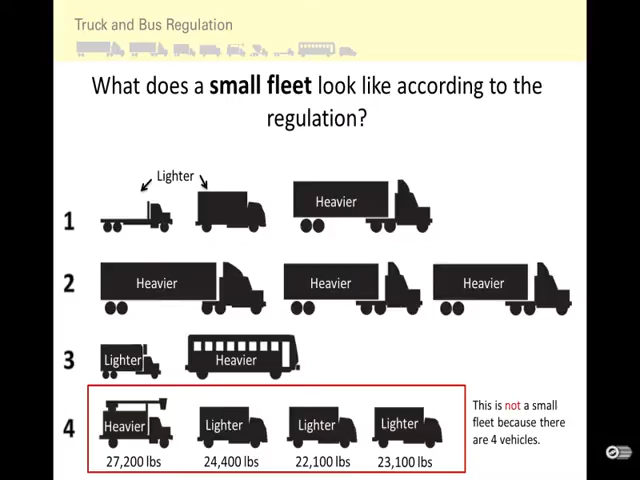 Truck and Bus Regulation
What does a small fleet look like according to the
regulation?
Lighter
1
Heavier
2
Heavier
Heavier
Heavier
3
Lighter
Heavier
4
Heavier
Lighter
Lighter
Lighter
27,200 lbs
24,400 lbs
22,100 lbs
23,100 lbs
This is not a small
fleet because there
are 4 vehicles.